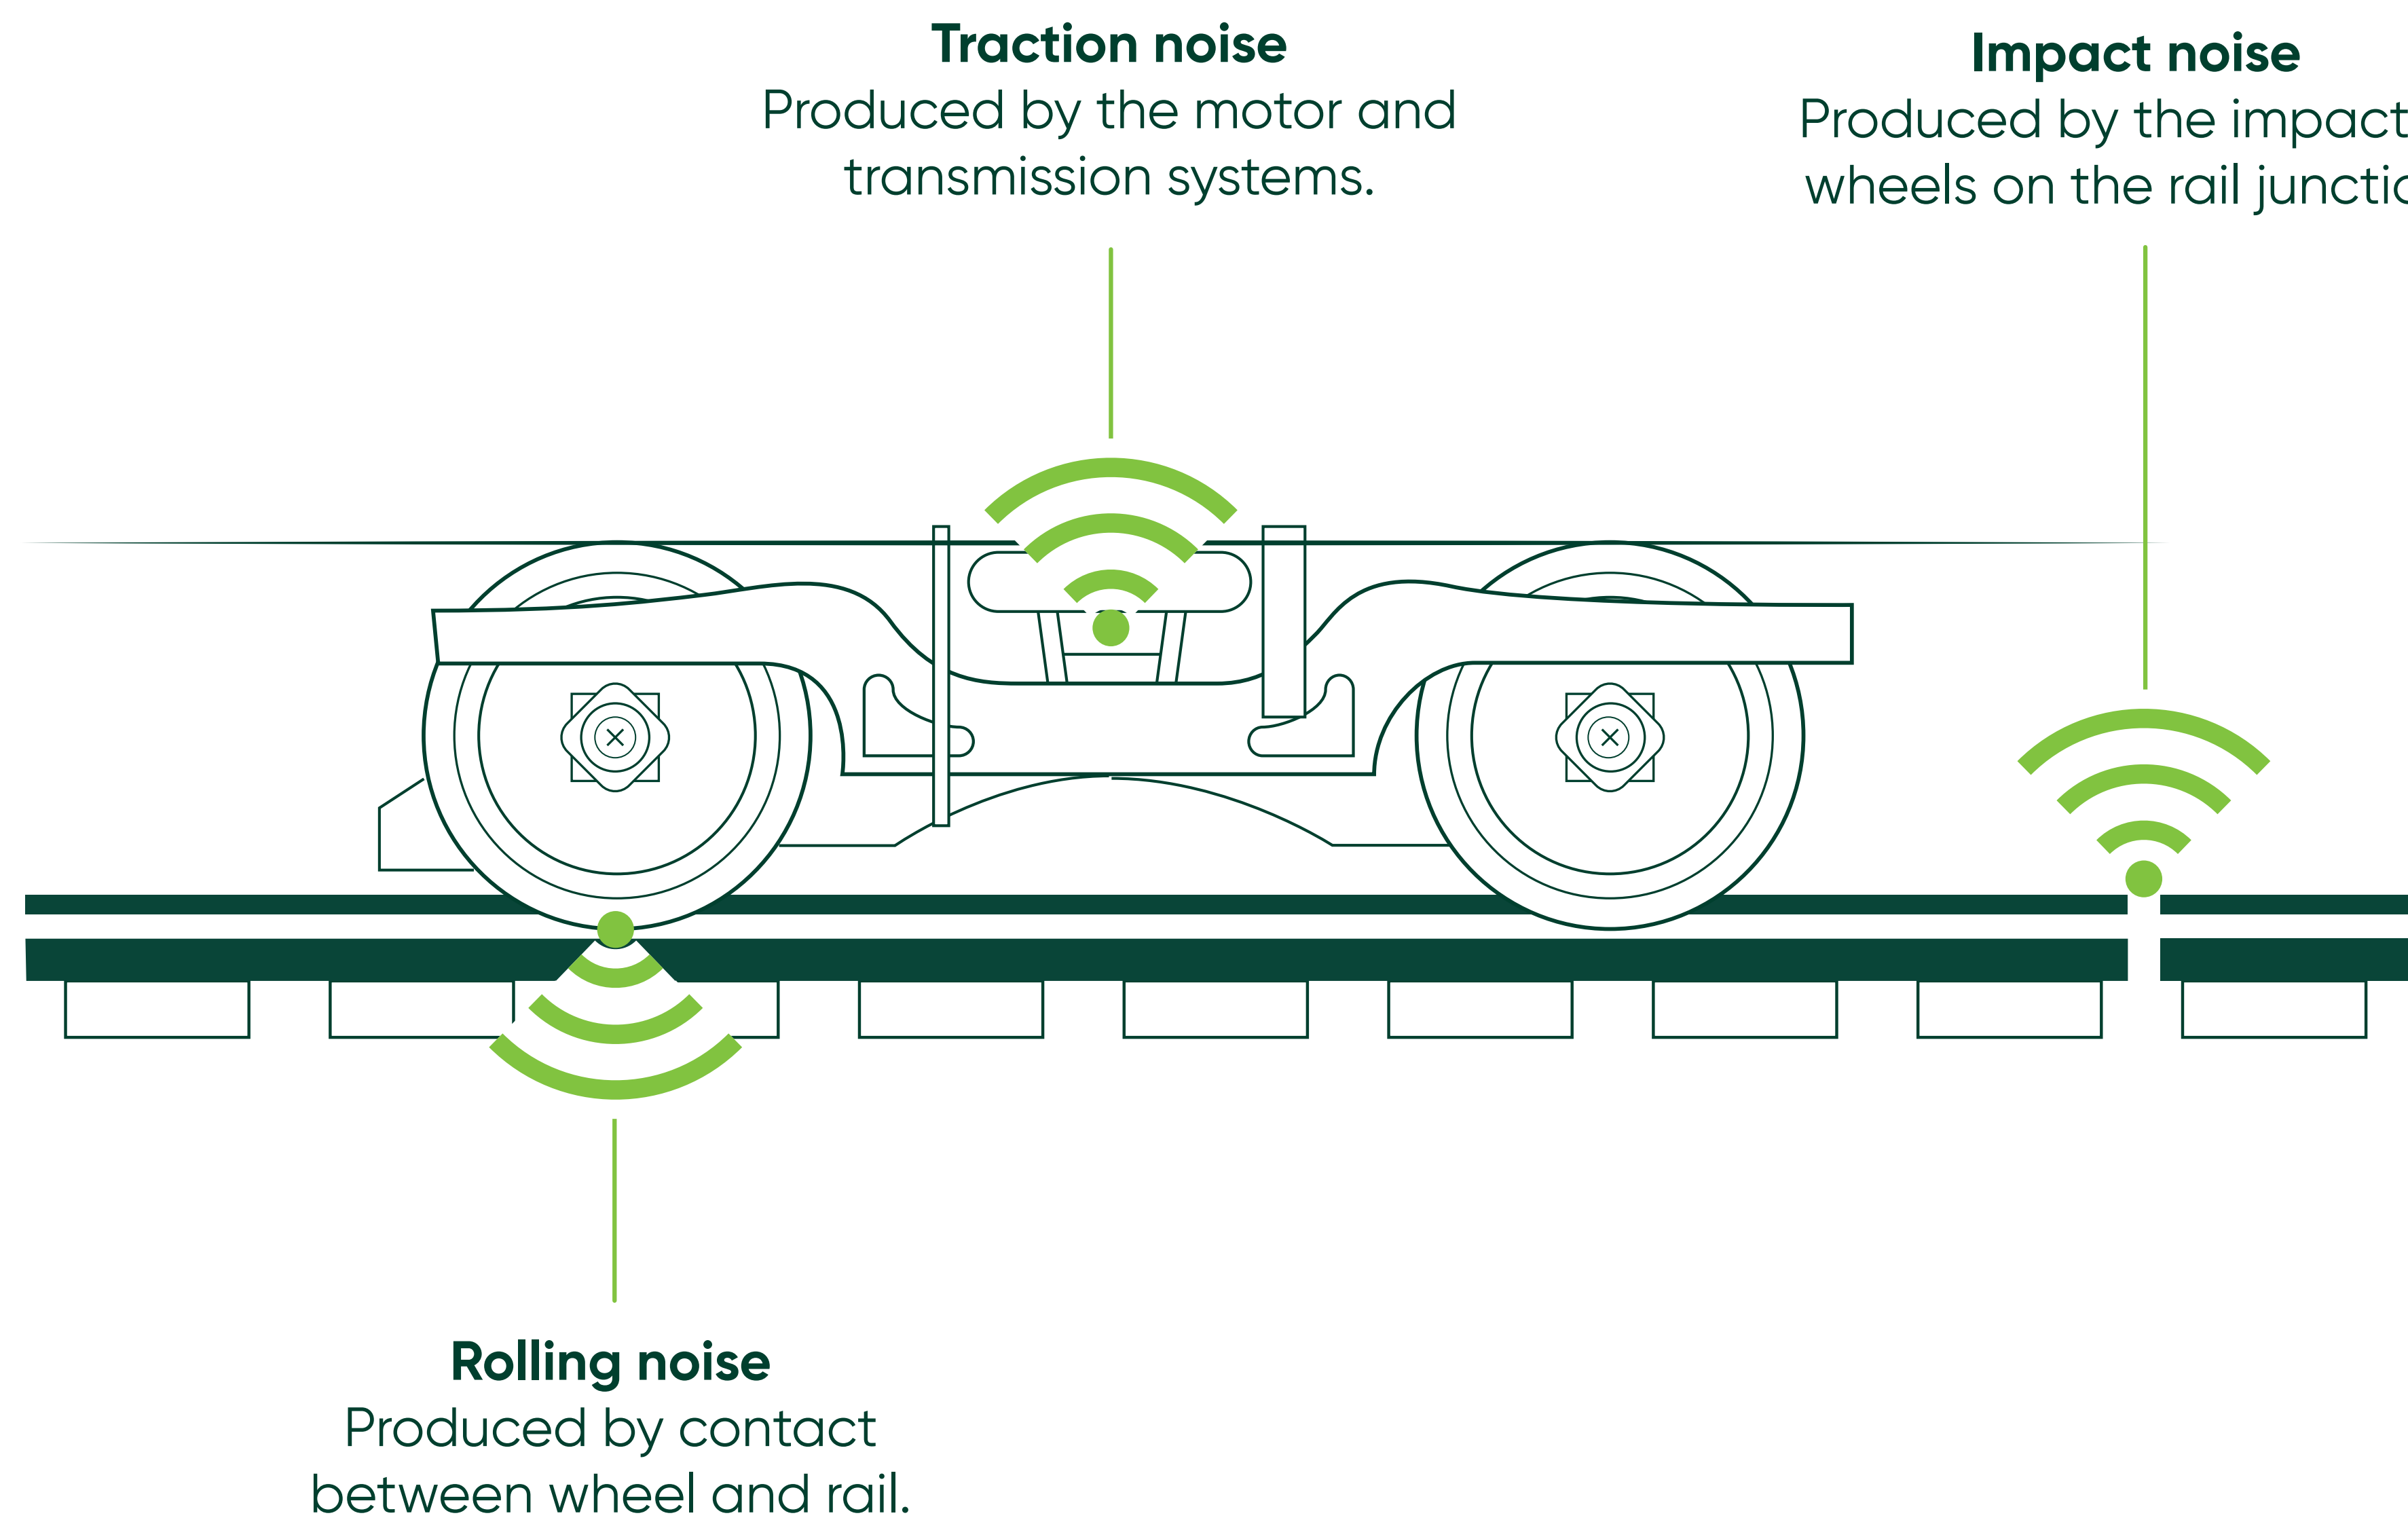 Traction noise
Produced by the motor and
transmission systems.
Impact noise
Produced by the impact
wheels on the rail
Rolling noise
Produced by contact
between wheel and rail.